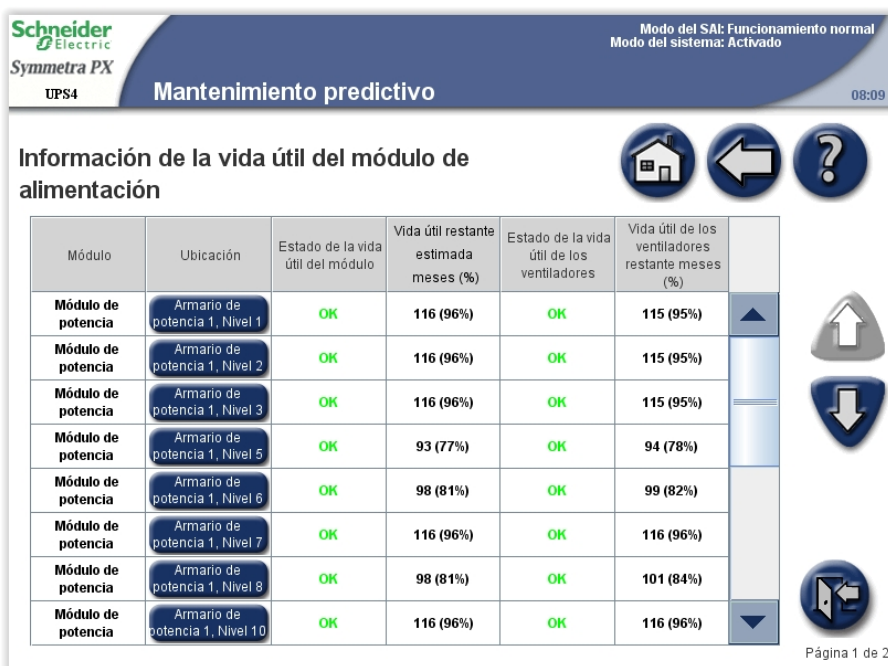 Schneider
Electric
Symmetra PX
UPS4
Mantenimiento predictivo
Modo del SAI: Funcionamiento normal
Modo del sistema: Activado
08:09
Información de la vida útil del módulo de
alimentación
?
Módulo
Ubicación
Estado de la vida
útil del módulo
Vida útil restante
estimada
meses (%)
Estado de la vida
útil de los
ventiladores
Vida útil de los
ventiladores
restante meses
(%)
Módulo de
potencia
Armario de
potencia 1, Nivel 1
OK
116 (96%)
OK
115 (95%)
Módulo de
potencia
Armario de
potencia 1, Nivel 2
OK
116 (96%)
OK
115 (95%)
Módulo de
potencia
Armario de
potencia 1, Nivel 3
OK
116 (96%)
OK
115 (95%)
Módulo de
potencia
Armario de
potencia 1, Nivel 5
OK
93 (77%)
OK
94 (78%)
Módulo de
potencia
Armario de
potencia 1, Nivel 6
OK
98 (81%)
OK
99 (82%)
Módulo de
potencia
Armario de
potencia 1, Nivel 7
OK
116 (96%)
OK
116 (96%)
Módulo de
potencia
Armario de
potencia 1, Nivel 8
OK
98 (81%)
OK
101 (84%)
Módulo de
potencia
Armario de
potencia 1, Nivel 10
OK
116 (96%)
OK
116 (96%)
Página 1 de 2